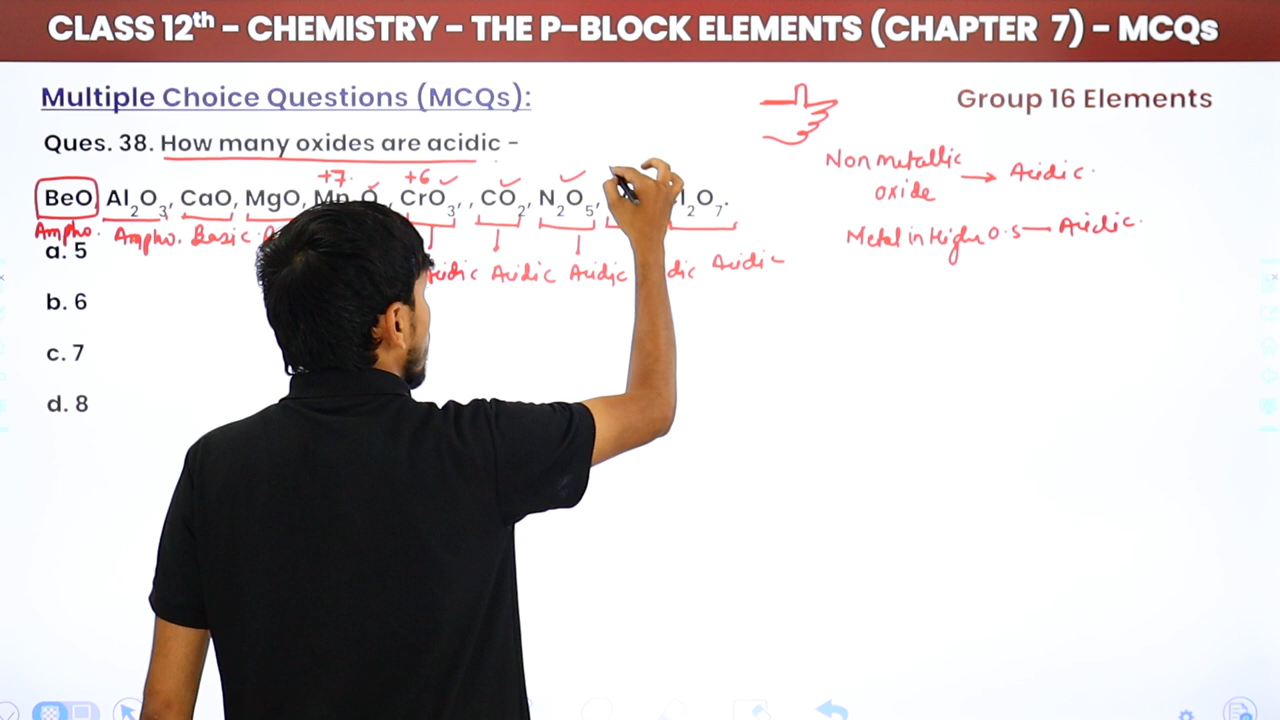 CLASS 12th – CHEMISTRY – THE P-BLOCK ELEMENTS (CHAPTER 7) – MCQs
Multiple Choice Questions (MCQs):
Group 16 Elements
Ques. 38. How many oxides are acidic –
Non metallic oxide → Acidic.
+7. +6
BeO, Al2O3, CaO, MgO, CrO3, , CO2, N2O5, 2O7.
Metal in High O.S — Acidic.
Ampho. Ampho. Basic.
a. 5
Acidic Acidic Acidic
b. 6
c. 7
d. 8